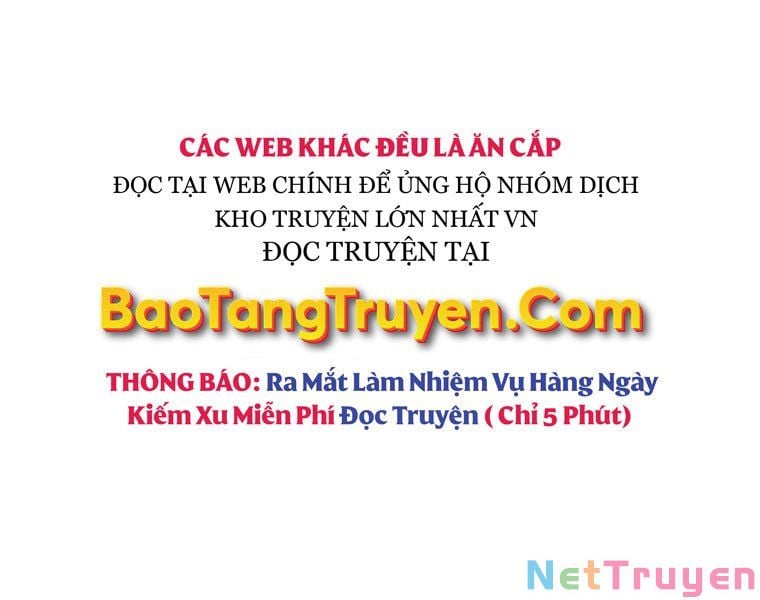 CÁC WEB KHÁC ĐỀU LÀ ĂN CẮP
ĐỌC TẠI WEB CHÍNH ĐỂ ỦNG HỘ NHÓM DỊCH
KHO TRUYỆN LỚN NHẤT VN
ĐỌC TRUYỆN TẠI
BaoTangTruyen.Com
THÔNG BÁO: Ra Mắt Làm Nhiệm Vụ Hàng Ngày
Kiếm Xu Miễn Phí Đọc Truyện ( Chỉ 5 Phút)
NetTruyen